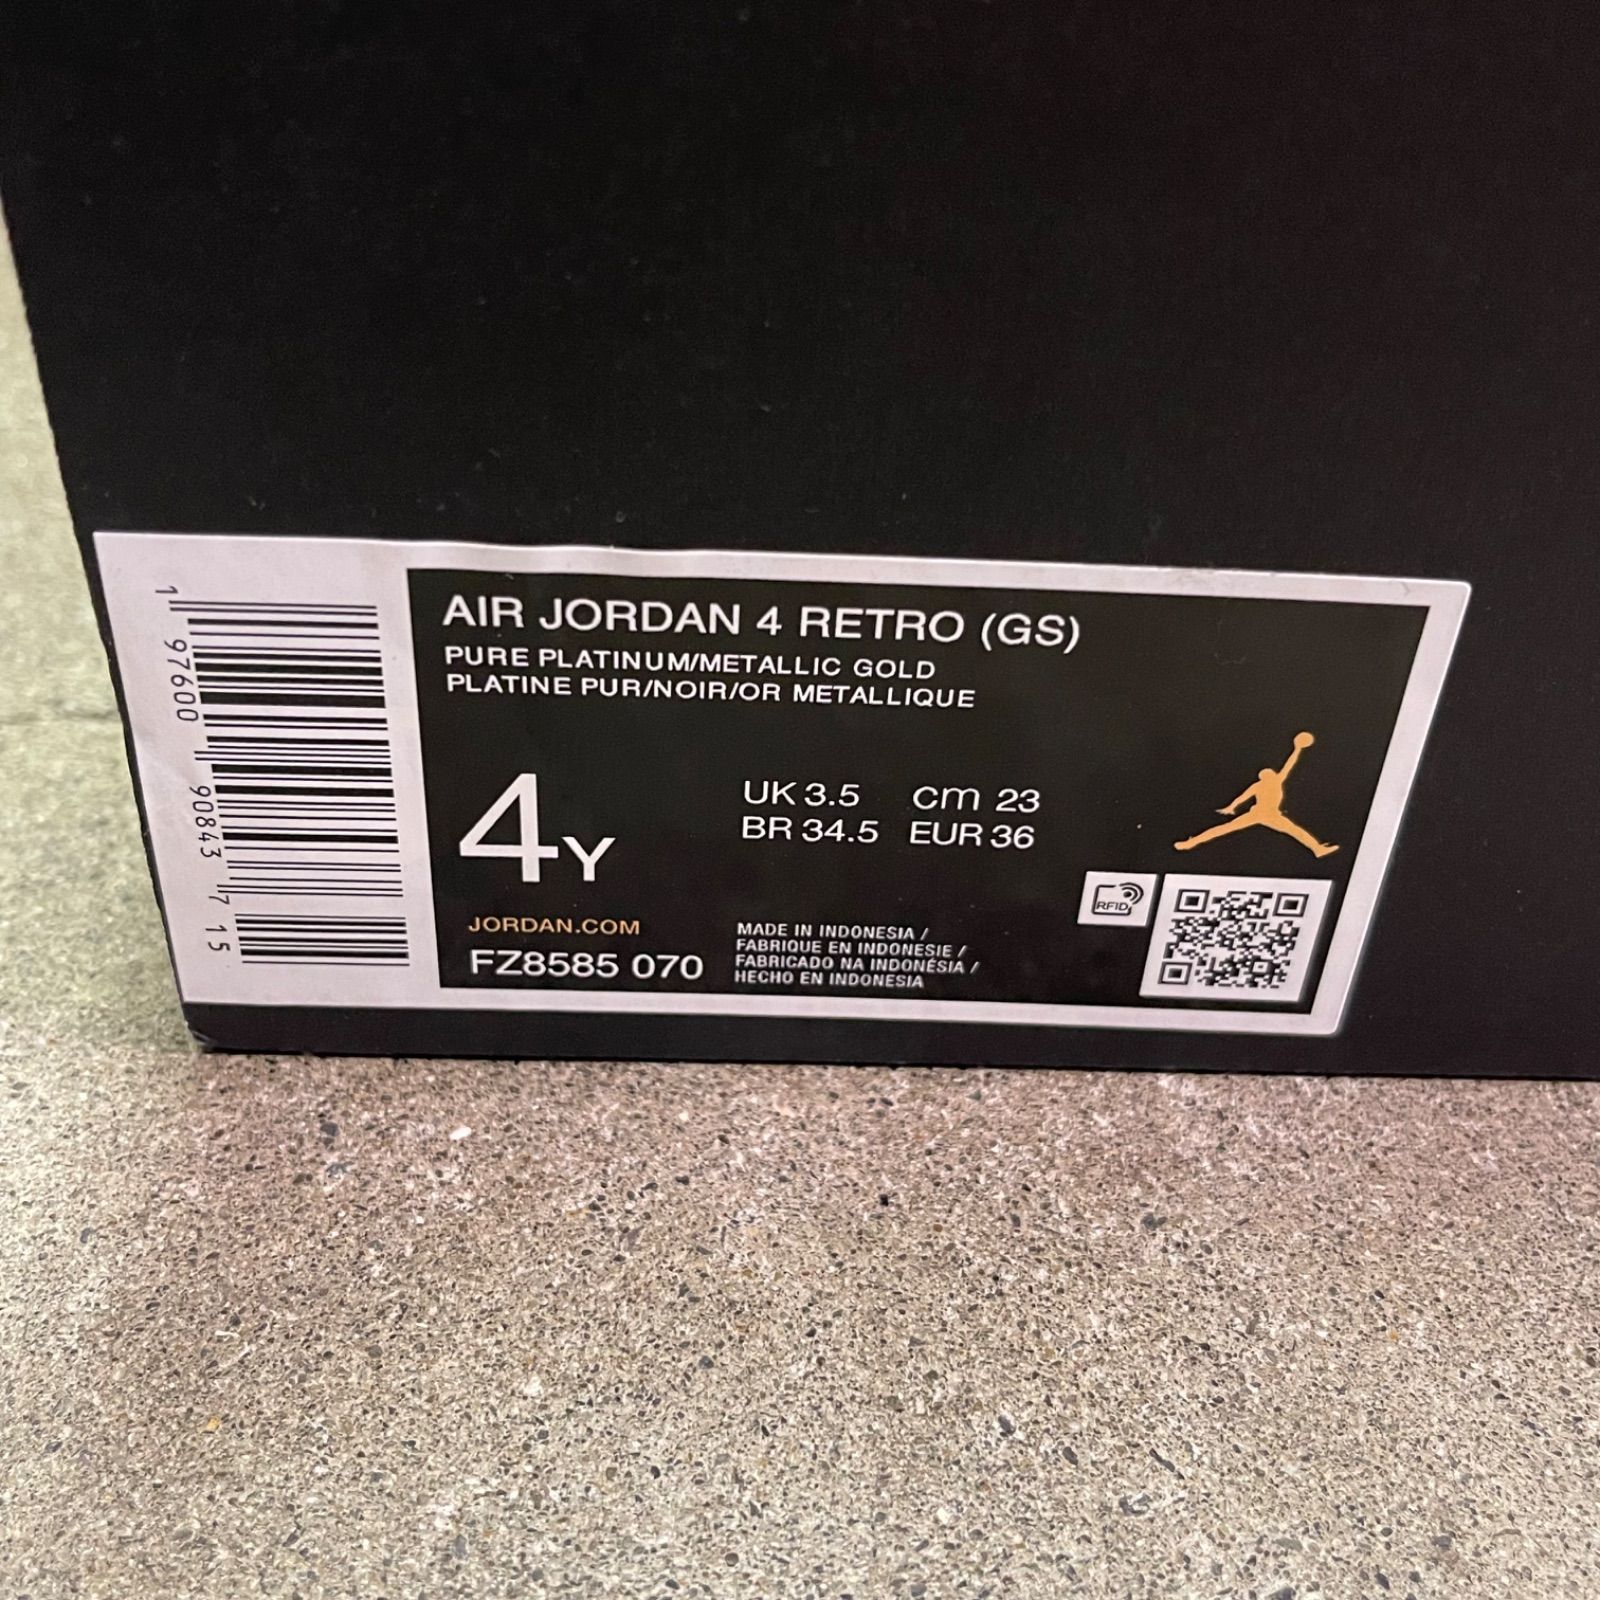 AIR JORDAN 4 RETRO (GS)
PURE PLATINUM/METALLIC GOLD
PLATINE PUR/NOIR/OR METALLIQUE
4Y
UK 3.5 cm 23
BR 34.5 EUR 36
RFID
JORDAN.COM
FZ8585 070
MADE IN INDONESIA /
FABRIQUE EN INDONESIE /
FABRICADO NA INDONÉSIA /
HECHO EN INDONESIA
1 97600 90843 7 15